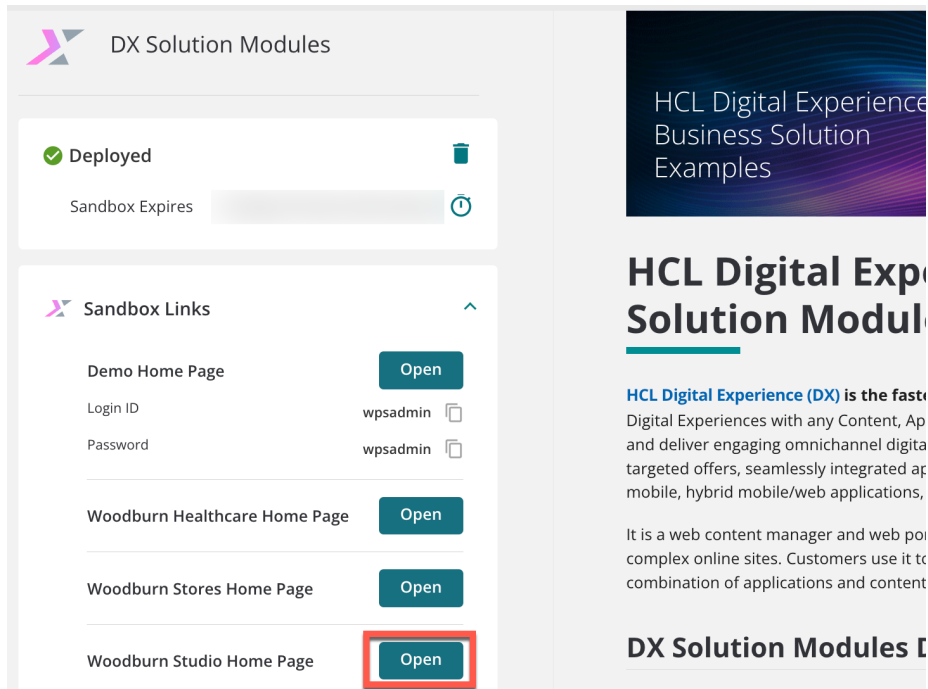 DX Solution Modules
Deployed
Sandbox Expires
Sandbox Links
Demo Home Page
Open
Login ID
wpsadmin
Password
wpsadmin
Woodburn Healthcare Home Page
Open
Woodburn Stores Home Page
Open
Woodburn Studio Home Page
Open
HCL Digital Experience
Business Solution
Examples
HCL Digital Exp
Solution Modul
HCL Digital Experience (DX) is the faste
Digital Experiences with any Content, Ap
and deliver engaging omnichannel digita
targeted offers, seamlessly integrated ap
mobile, hybrid mobile/web applications,
It is a web content manager and web por
complex online sites. Customers use it to
combination of applications and content
DX Solution Modules D